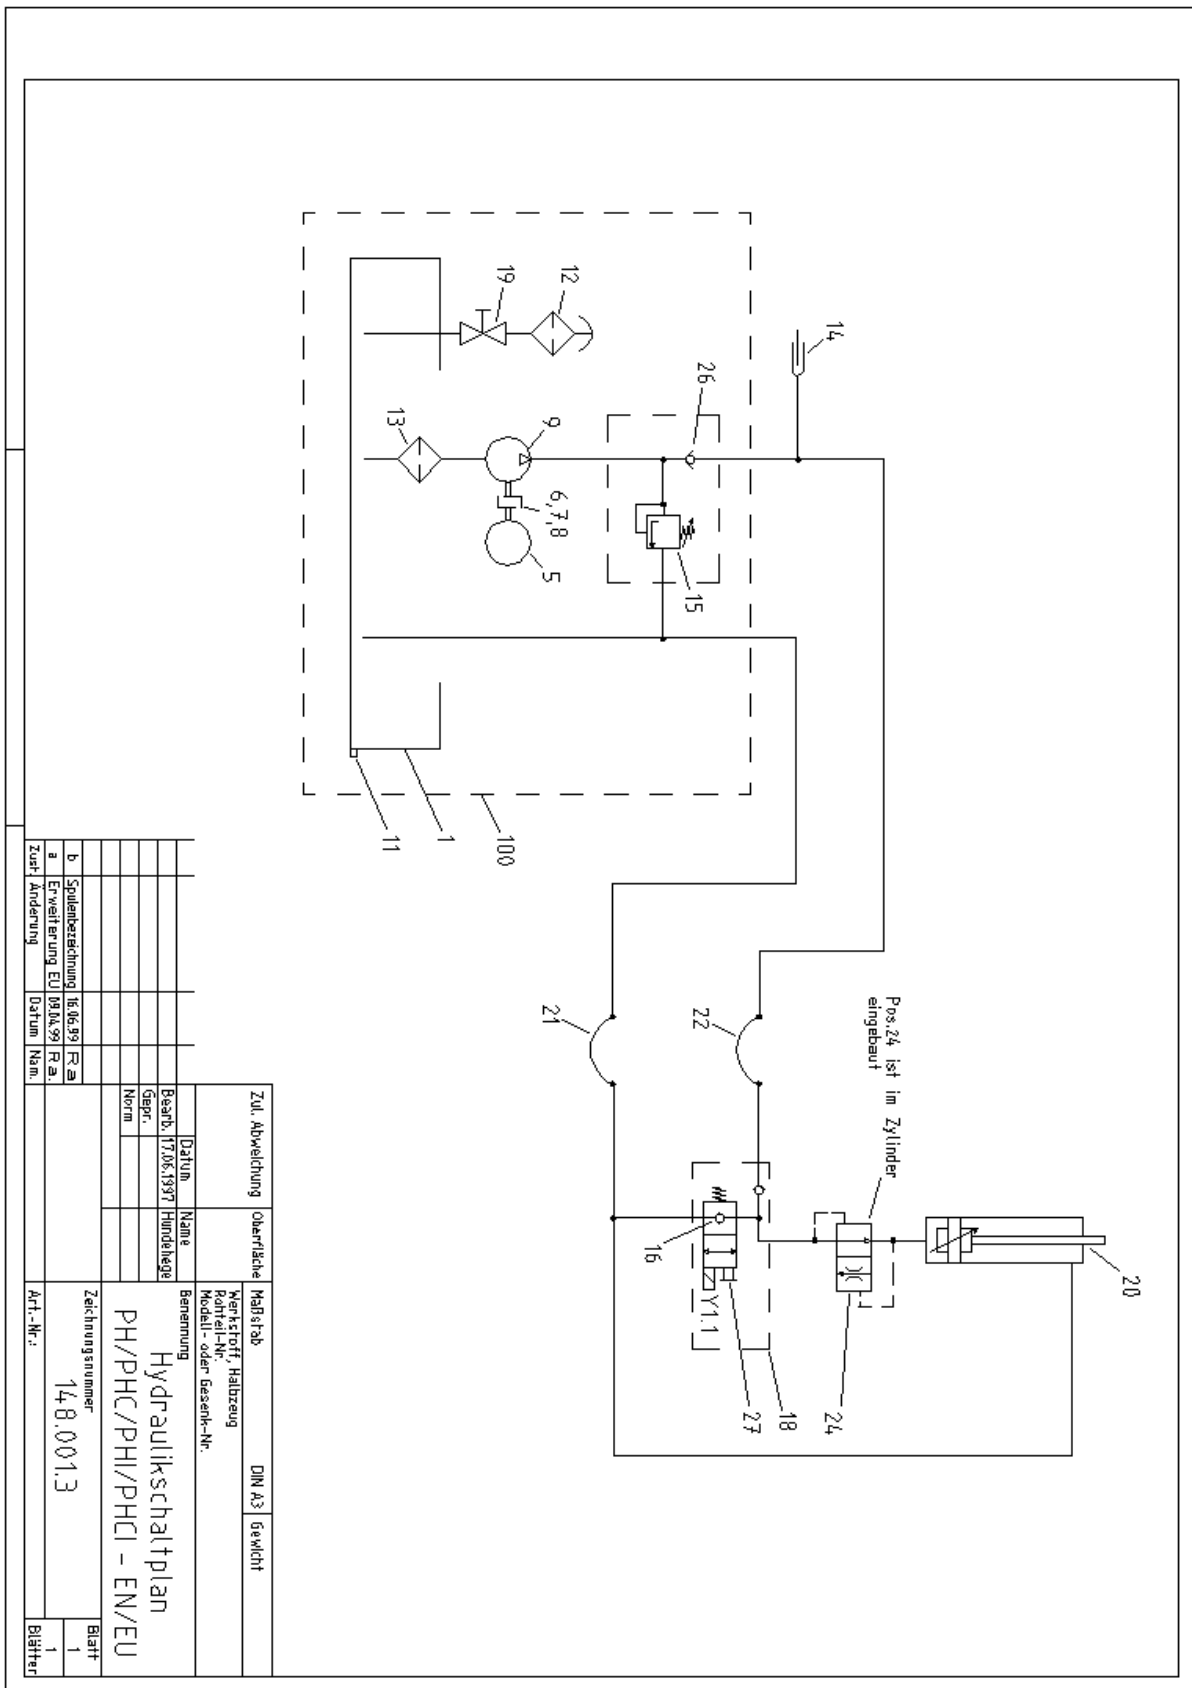 20
Pos.24 ist im Zylinder
eingebaut
24
18
27
Y1.1
16
22
21
14
26
15
12
19
9
6,7,8
5
13
100
1
11
b Spulenbezeichnung 16.06.99 Ra
a Erweiterung EU 09.04.99 Ra.
Zust. Änderung Datum Nam.
Zul. Abweichung Oberfläche Maßstab DIN A3 Gewicht
Werkstoff, Halbzeug
Rohteil-Nr.
Modell- oder Gesenk-Nr.
Datum Name
Bearb. 17.06.1997 Hundehege
Gepr.
Norm
Benennung
Hydraulikschaltplan
PH/PHC/PHI/PHCI - EN/EU
Zeichnungsnummer
148.001.3
Blatt
1
1
Blätter
Art.-Nr.: